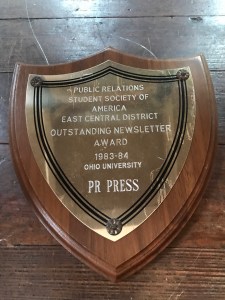 PUBLIC RELATIONS
STUDENT SOCIETY OF
AMERICA
EAST CENTRAL DISTRICT
OUTSTANDING NEWSLETTER
AWARD
1983-84
OHIO UNIVERSITY
PR PRESS